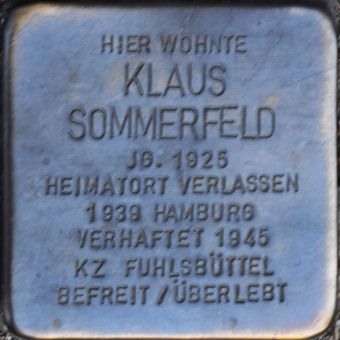 HIER WOHNTE
KLAUS
SOMMERFELD
JG. 1925
HEIMATORT VERLASSEN
1939 HAMBURG
VERHAFTET 1945
KZ FUHLSBÜTTEL
BEFREIT / ÜBERLEBT